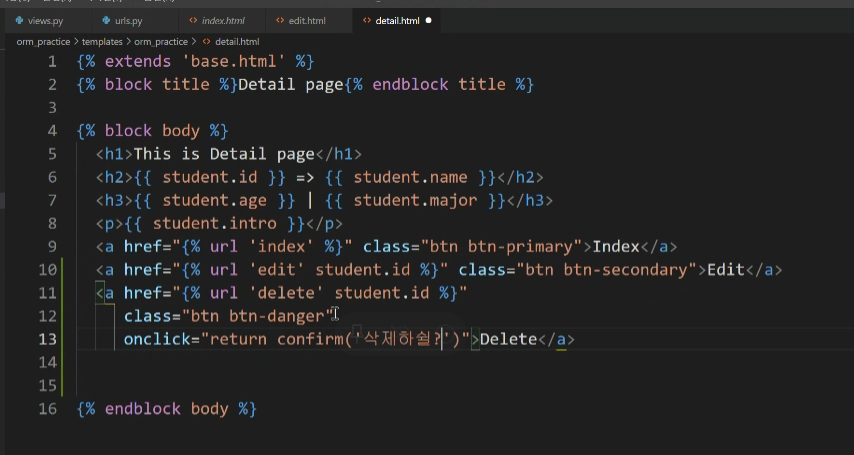 views.py urls.py index.html edit.html detail.html
orm_practice > templates > orm_practice > detail.html
1 {% extends 'base.html' %}
2 {% block title %}Detail page{% endblock title %}
3
4 {% block body %}
5 <h1>This is Detail page</h1>
6 <h2>{{ student.id }} => {{ student.name }}</h2>
7 <h3>{{ student.age }} | {{ student.major }}</h3>
8 <p>{{ student.intro }}</p>
9 <a href="{% url 'index' %}" class="btn btn-primary">Index</a>
10 <a href="{% url 'edit' student.id %}" class="btn btn-secondary">Edit</a>
11 <a href="{% url 'delete' student.id %}"
12 class="btn btn-danger"
13 onclick="return confirm('삭제하쉴?')">Delete</a>
14
15
16 {% endblock body %}